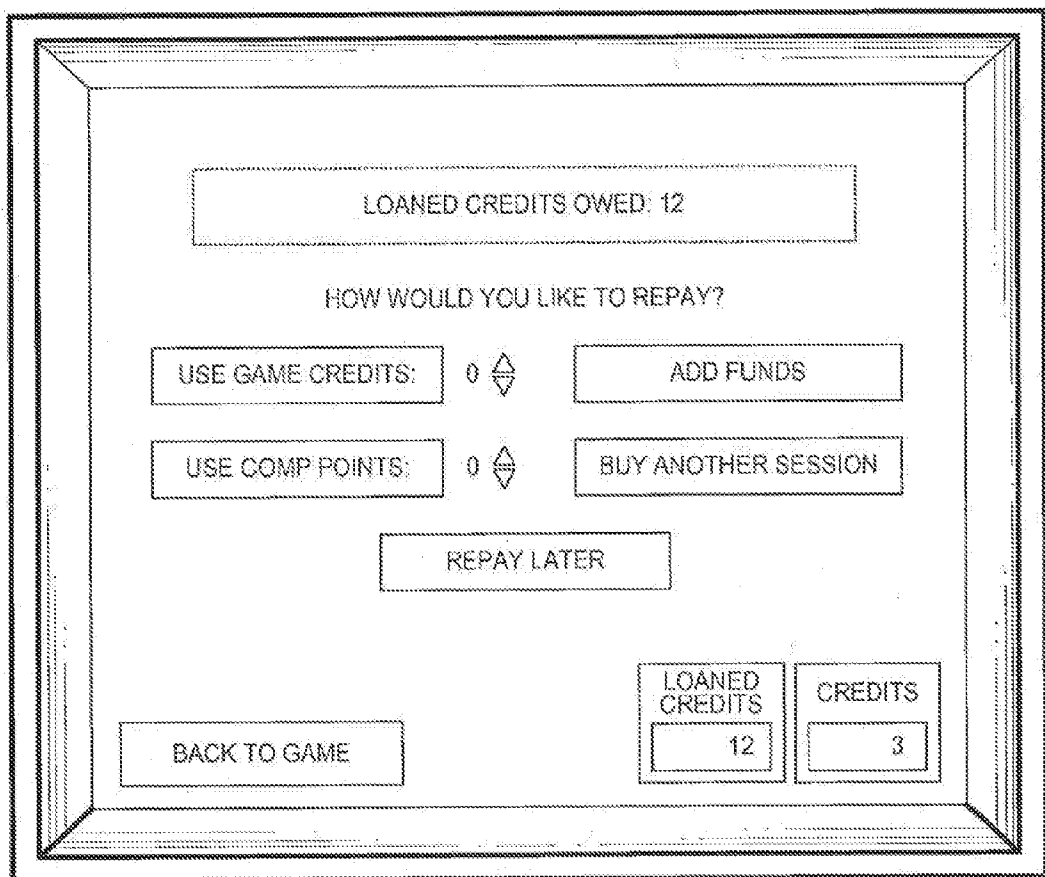 LOANED CREDITS OWED: 12
HOW WOULD YOU LIKE TO REPAY?
USE GAME CREDITS: 0 ADD FUNDS
USE COMP POINTS: 0 BUY ANOTHER SESSION
REPAY LATER
LOANED
CREDITS
12
CREDITS
3
BACK TO GAME